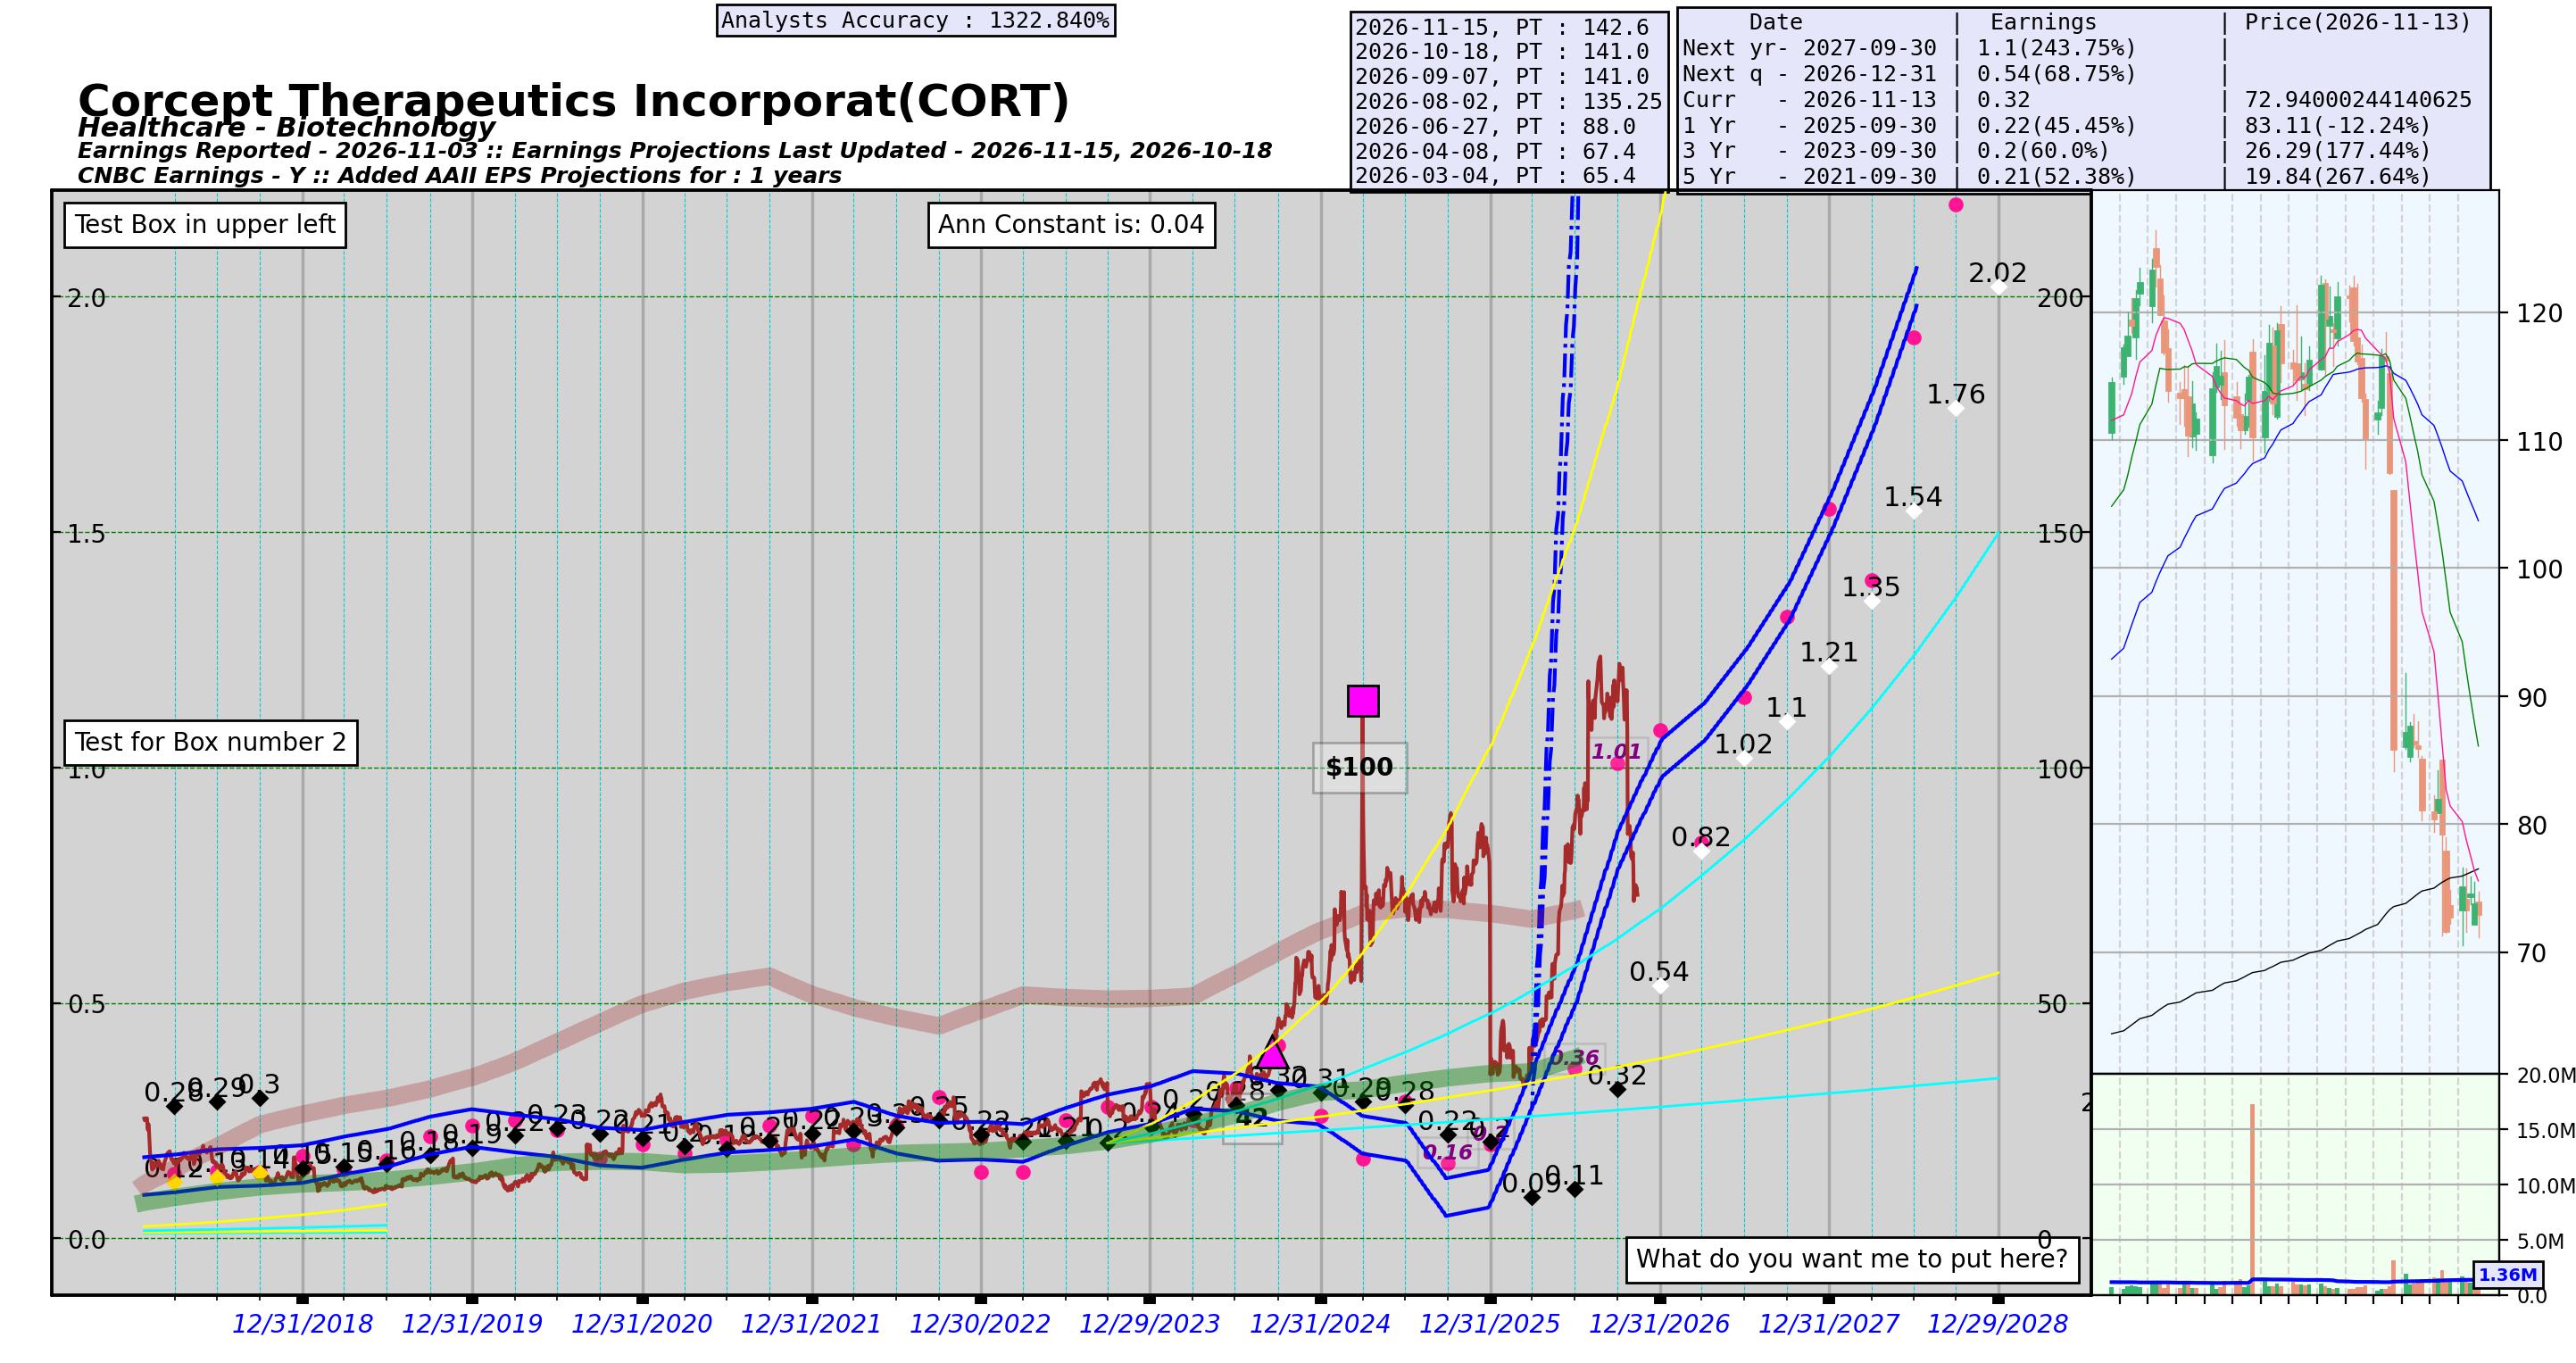 Analysts Accuracy : 1322.840%
2026-11-15, PT : 142.6
2026-10-18, PT : 141.0
2026-09-07, PT : 141.0
2026-08-02, PT : 135.25
2026-06-27, PT : 88.0
2026-04-08, PT : 67.4
2026-03-04, PT : 65.4
Date | Earnings | Price(2026-11-13)
Next yr- 2027-09-30 | 1.1(243.75%) |
Next q - 2026-12-31 | 0.54(68.75%) |
Curr - 2026-11-13 | 0.32 | 72.94000244140625
1 Yr - 2025-09-30 | 0.22(45.45%) | 83.11(-12.24%)
3 Yr - 2023-09-30 | 0.2(60.0%) | 26.29(177.44%)
5 Yr - 2021-09-30 | 0.21(52.38%) | 19.84(267.64%)
Corcept Therapeutics Incorporat(CORT)
Healthcare - Biotechnology
Earnings Reported - 2026-11-03 :: Earnings Projections Last Updated - 2026-11-15, 2026-10-18
CNBC Earnings - Y :: Added AAII EPS Projections for : 1 years
Test Box in upper left
Ann Constant is: 0.04
2.02
2.0
200
120
1.76
110
1.54
1.5
150
100
1.35
1.21
90
1.1
1.02
1.01
Test for Box number 2
1.0
$100
100
0.82
80
0.54
70
0.5
50
0.36
0.32
0.28
0.29
0.3
0.31
0.28
0.22
0.2
0.16
42
0.09
0.11
20.0M
15.0M
10.0M
5.0M
0.0
0
What do you want me to put here?
1.36M
0.0
12/31/2018
12/31/2019
12/31/2020
12/31/2021
12/30/2022
12/29/2023
12/31/2024
12/31/2025
12/31/2026
12/31/2027
12/29/2028